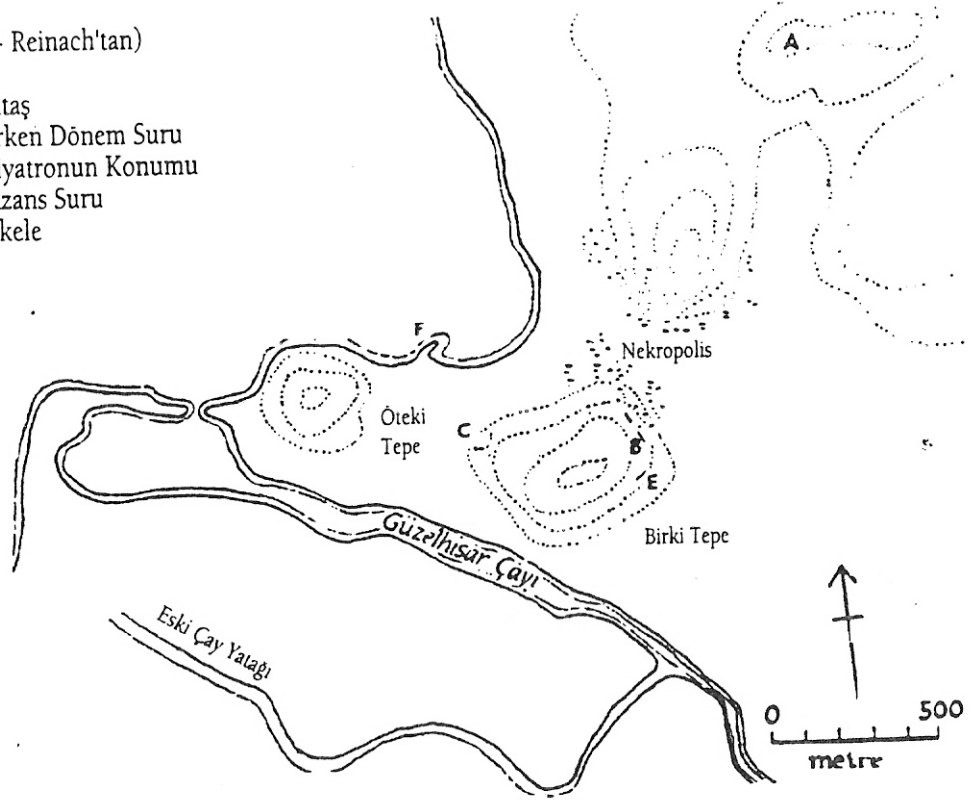 - Reinach'tan)
taş
rken Dönem Suru
yatronun Konumu
zans Suru
kele
A
F
Nekropolis
Öteki
Tepe
C
B
E
Birki Tepe
Güzelhisar Çayı
Eski Çay Yatağı
0 500
metre